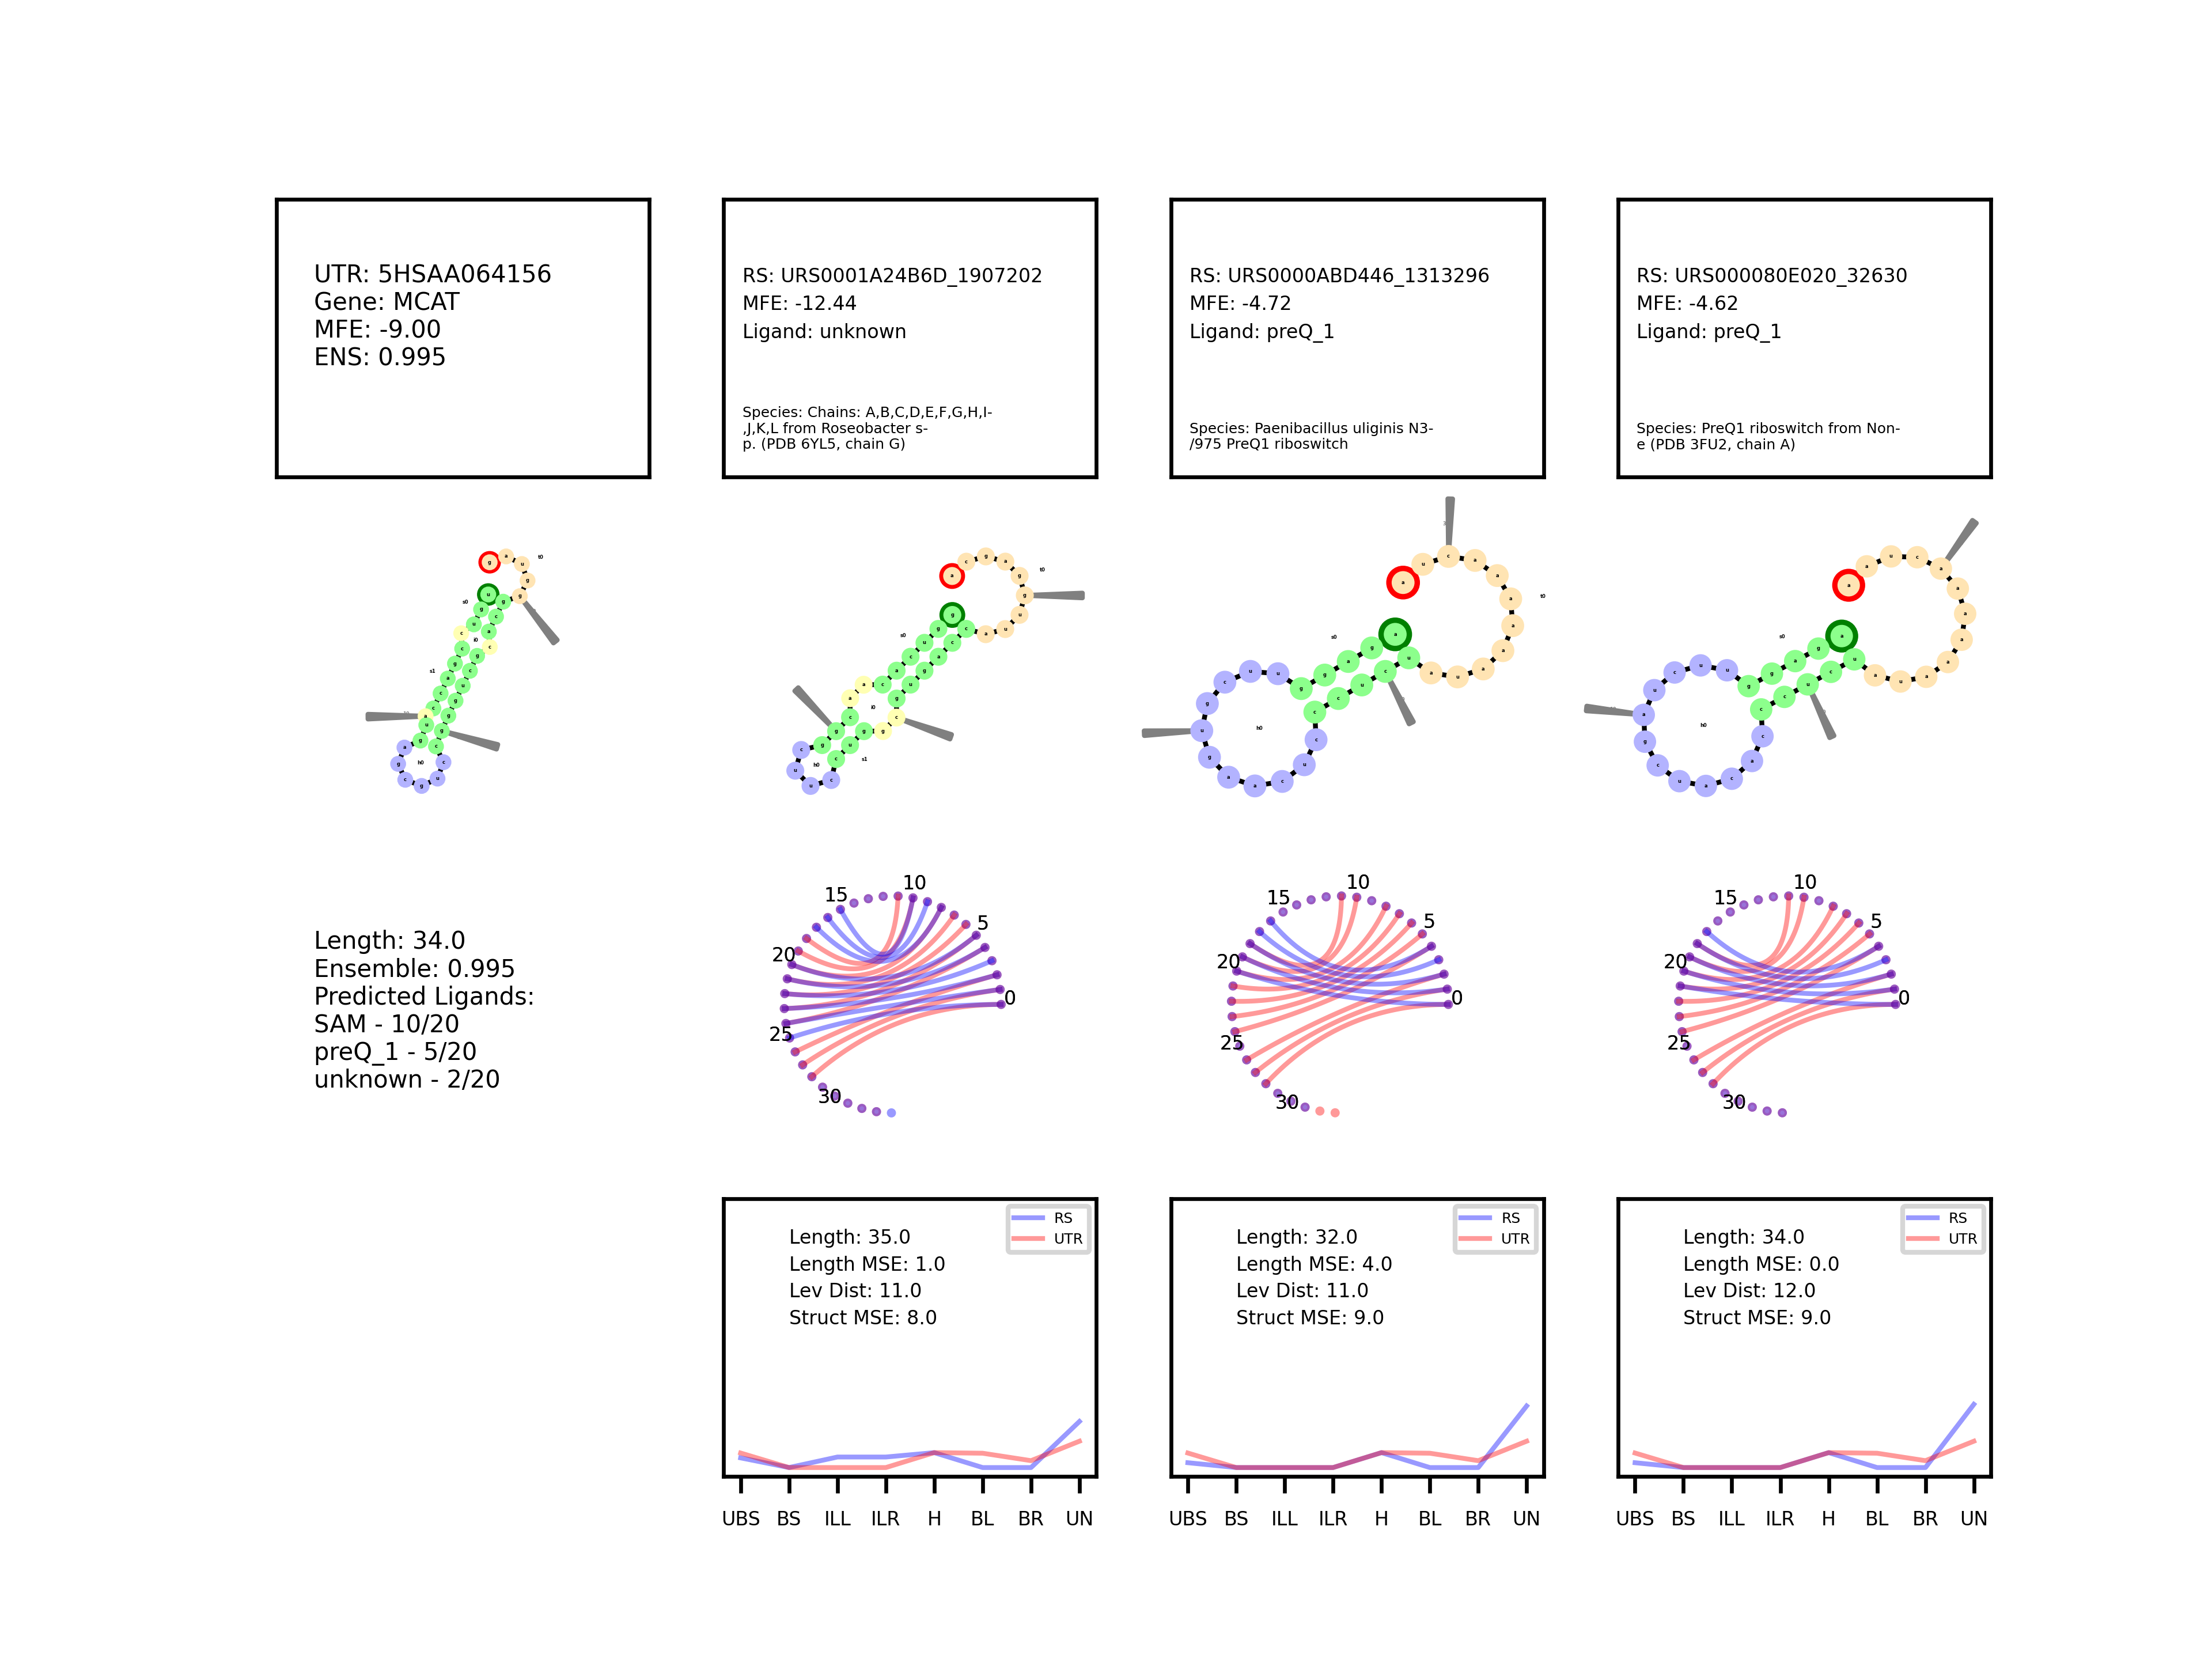 UTR: 5HSAA064156
Gene: MCAT
MFE: -9.00
ENS: 0.995
RS: URS0001A24B6D_1907202
MFE: -12.44
Ligand: unknown
Species: Chains: A,B,C,D,E,F,G,H,I-
,J,K,L from Roseobacter s-
p. (PDB 6YL5, chain G)
RS: URS0000ABD446_1313296
MFE: -4.72
Ligand: preQ_1
Species: Paenibacillus uliginis N3-
/975 PreQ1 riboswitch
RS: URS000080E020_32630
MFE: -4.62
Ligand: preQ_1
Species: PreQ1 riboswitch from Non-
e (PDB 3FU2, chain A)
Length: 34.0
Ensemble: 0.995
Predicted Ligands:
SAM - 10/20
preQ_1 - 5/20
unknown - 2/20
0
5
10
15
20
25
30
0
5
10
15
20
25
30
0
5
10
15
20
25
30
RS
UTR
Length: 35.0
Length MSE: 1.0
Lev Dist: 11.0
Struct MSE: 8.0
UBS BS ILL ILR H BL BR UN
RS
UTR
Length: 32.0
Length MSE: 4.0
Lev Dist: 11.0
Struct MSE: 9.0
UBS BS ILL ILR H BL BR UN
RS
UTR
Length: 34.0
Length MSE: 0.0
Lev Dist: 12.0
Struct MSE: 9.0
UBS BS ILL ILR H BL BR UN